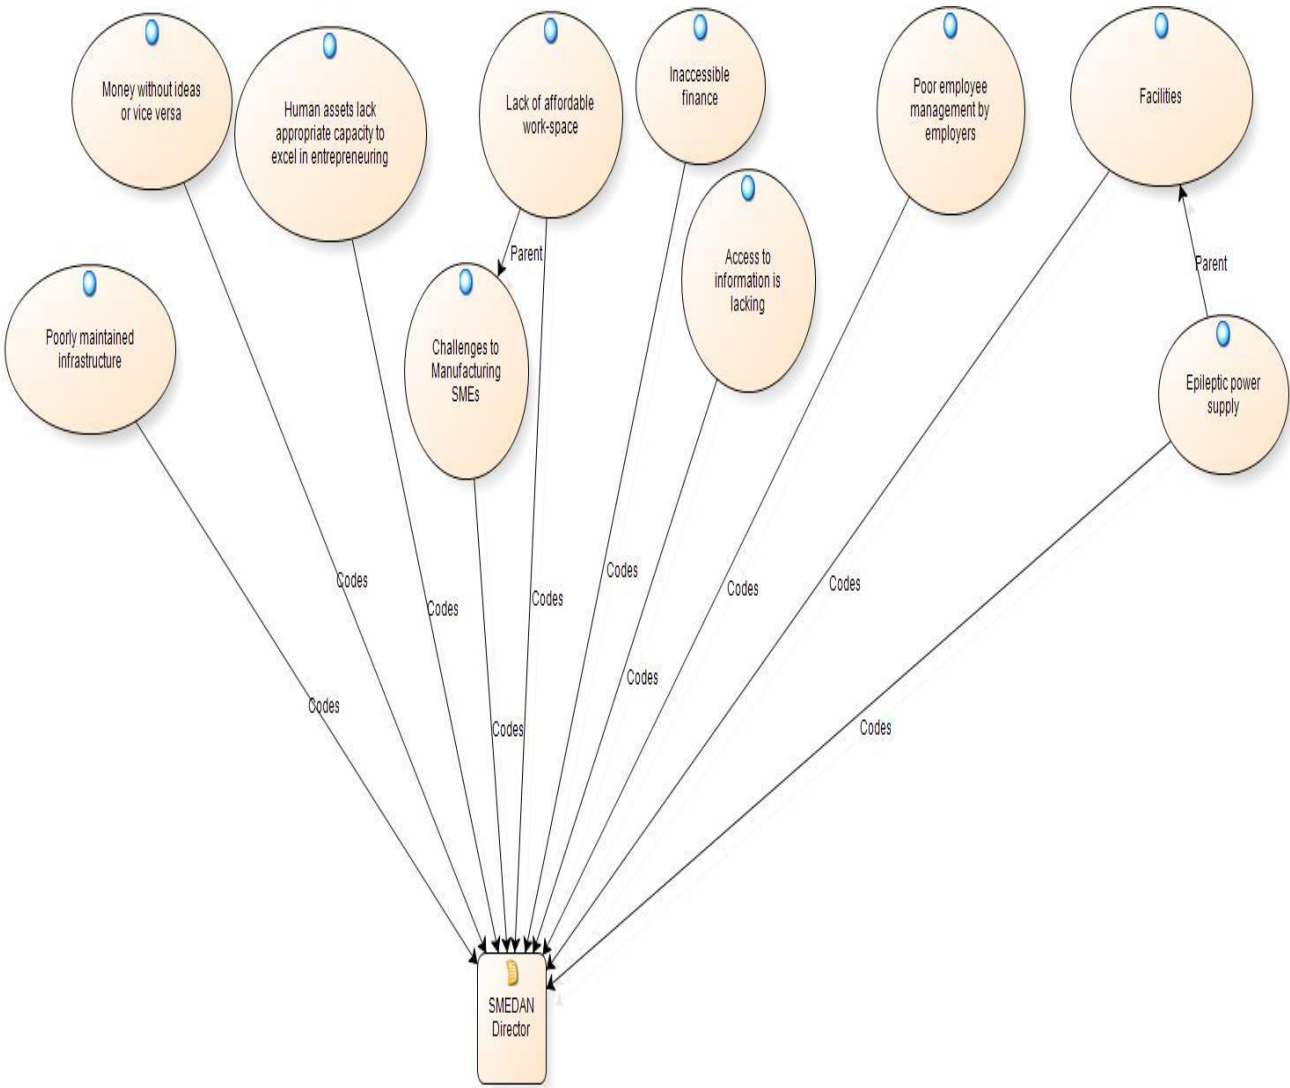 Money without ideas
or vice versa
Human assets lack
appropriate capacity to
excel in entrepreneuring
Lack of affordable
work-space
Inaccessible
finance
Poor employee
management by
employers
Facilities
Parent
Access to
information is
lacking
Parent
Poorly maintained
infrastructure
Challenges to
Manufacturing
SMEs
Epileptic power
supply
Codes
Codes
Codes
Codes
Codes
Codes
Codes
Codes
Codes
Codes
SMEDAN
Director